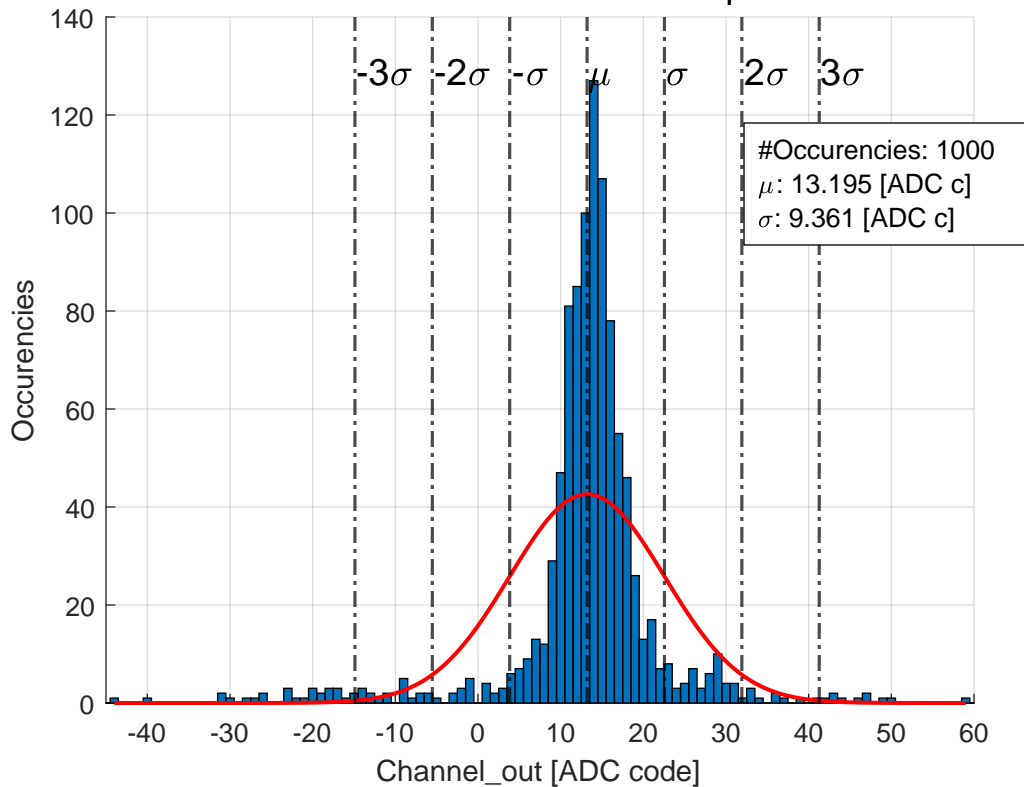 140
120
100
80
60
40
20
0
Occurencies
-3σ -2σ -σ μ σ 2σ 3σ
#Occurencies: 1000
μ: 13.195 [ADC c]
σ: 9.361 [ADC c]
-40 -30 -20 -10 0 10 20 30 40 50 60
Channel_out [ADC code]